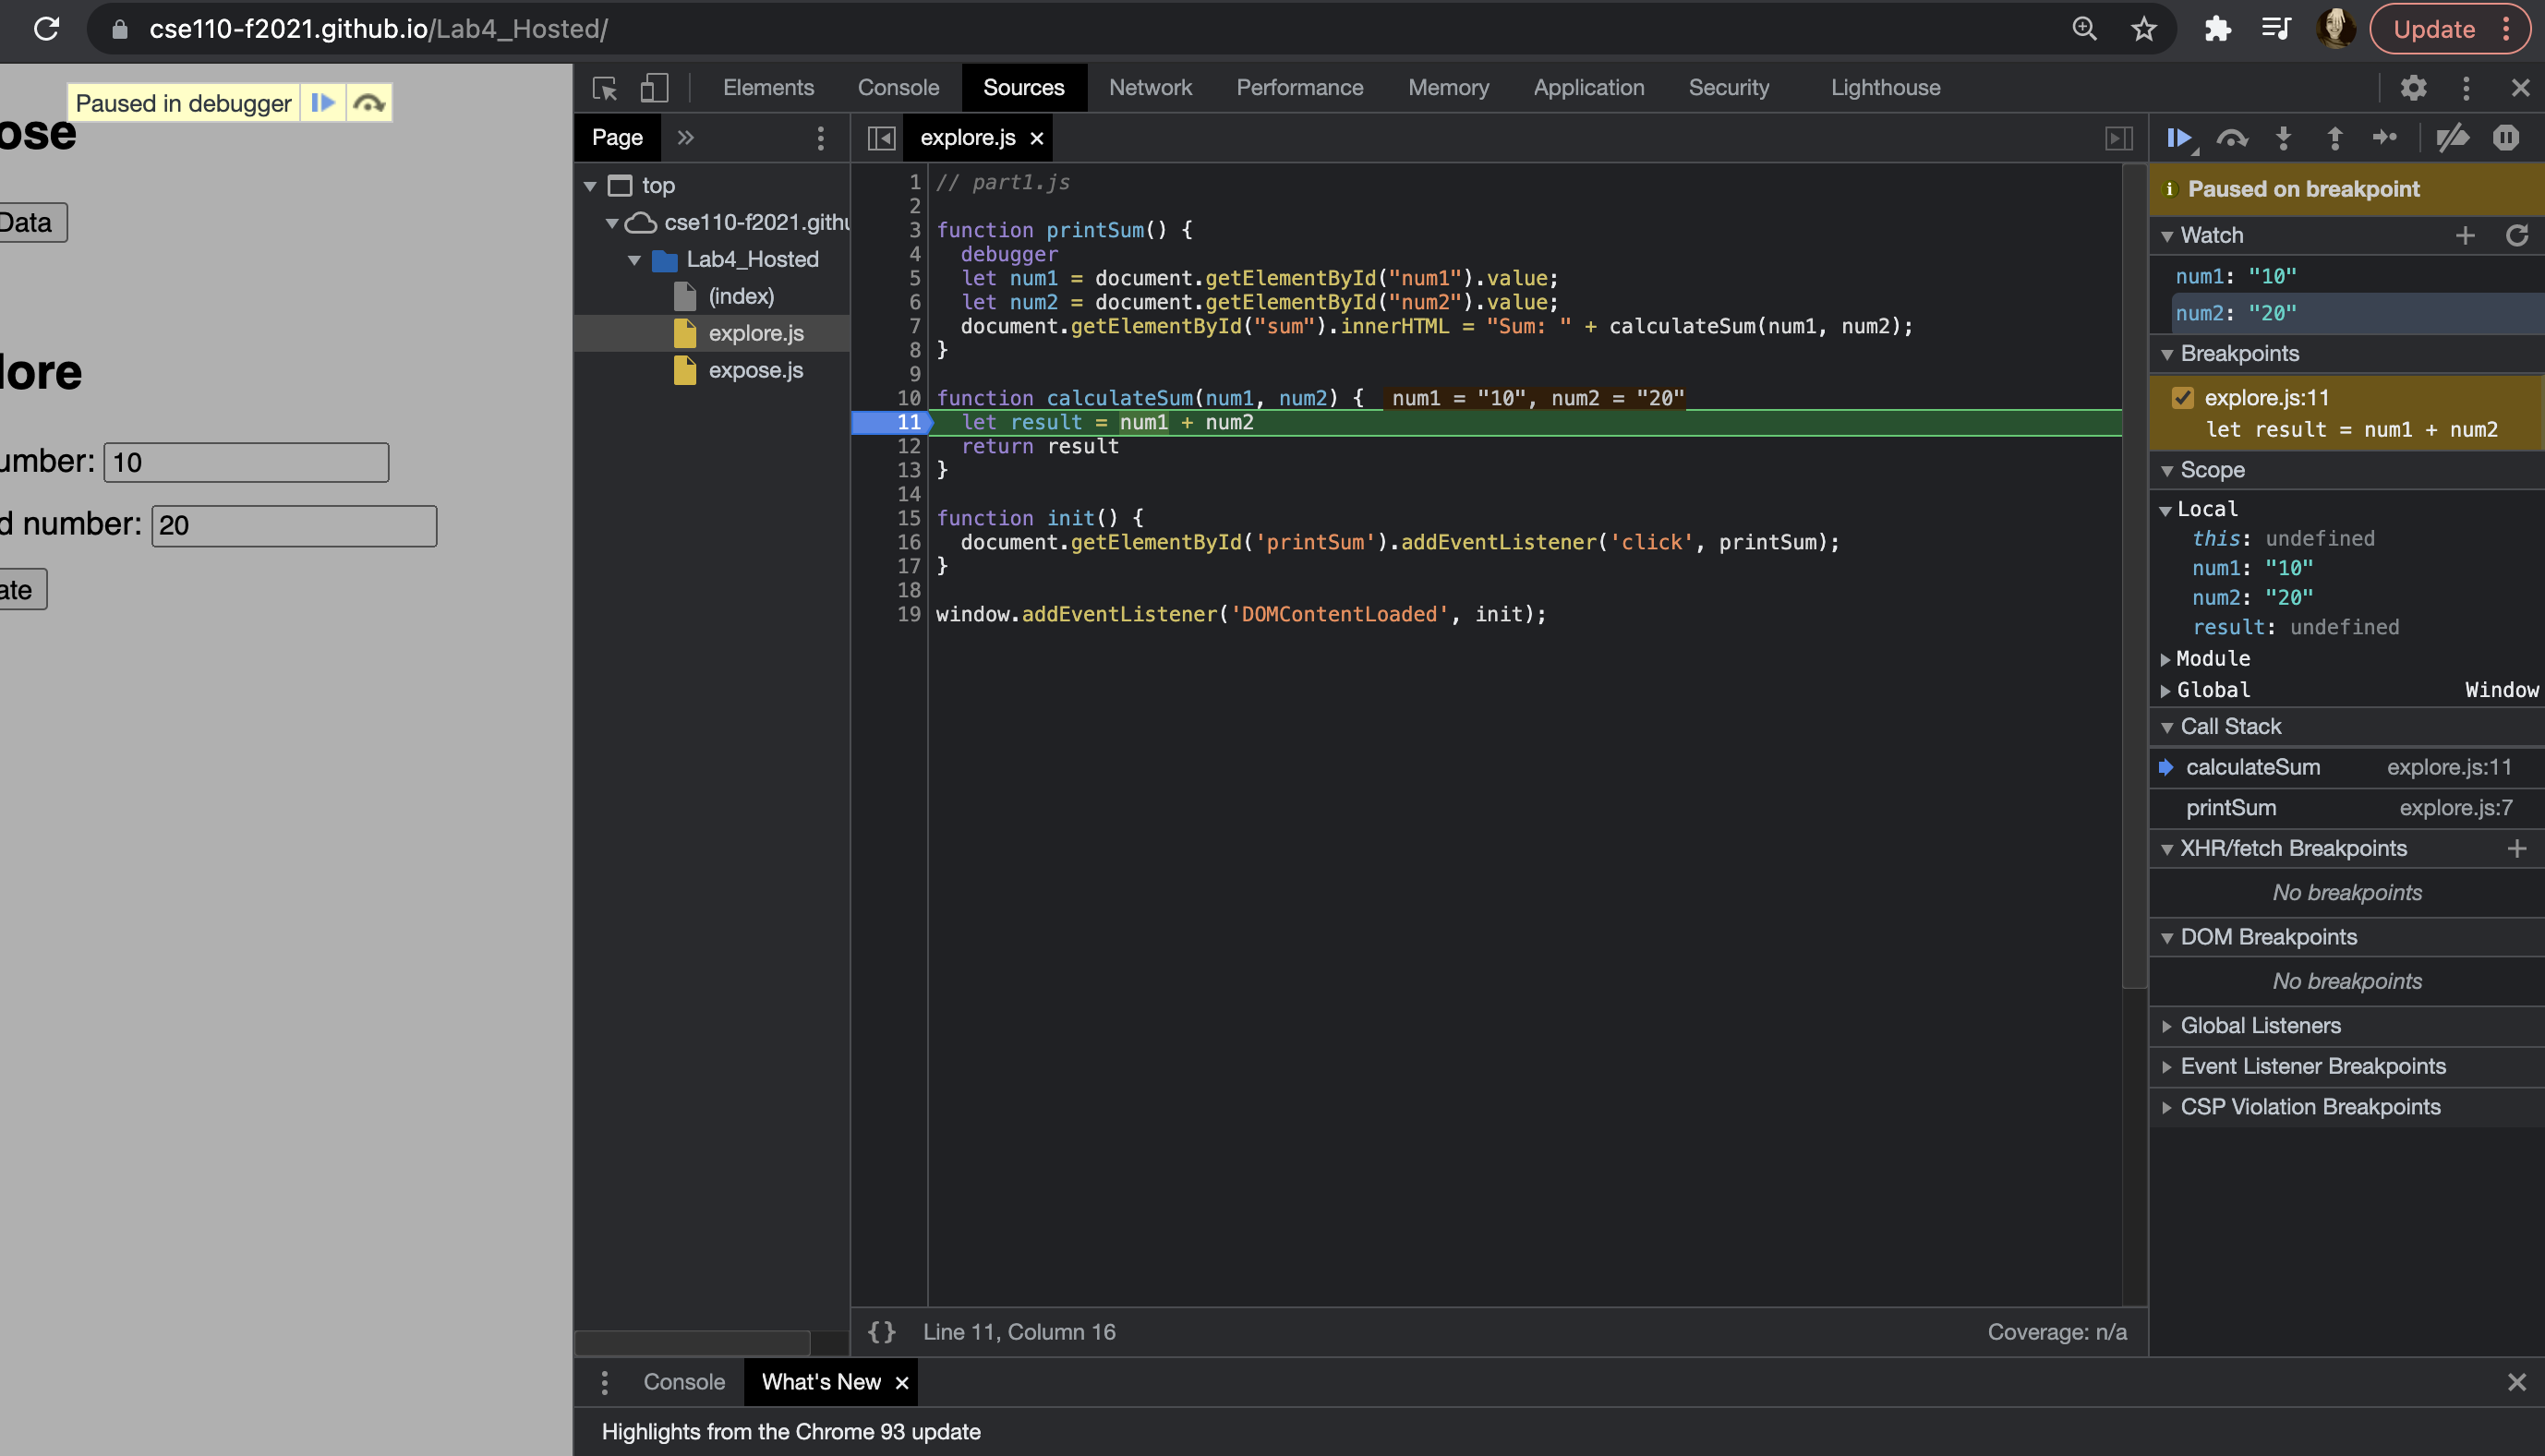 cse110-f2021.github.io/Lab4_Hosted/
Update
Paused in debugger
ose
Data
lore
umber: 10
d number: 20
ate
Elements Console Sources Network Performance Memory Application Security Lighthouse
Page
top
cse110-f2021.githu
Lab4_Hosted
(index)
explore.js
expose.js
explore.js
1 // part1.js
2
3 function printSum() {
4 debugger
5 let num1 = document.getElementById("num1").value;
6 let num2 = document.getElementById("num2").value;
7 document.getElementById("sum").innerHTML = "Sum: " + calculateSum(num1, num2);
8 }
9
10 function calculateSum(num1, num2) { num1 = "10", num2 = "20"
11 let result = num1 + num2
12 return result
13 }
14
15 function init() {
16 document.getElementById('printSum').addEventListener('click', printSum);
17 }
18
19 window.addEventListener('DOMContentLoaded', init);
{} Line 11, Column 16 Coverage: n/a
Paused on breakpoint
Watch
num1: "10"
num2: "20"
Breakpoints
explore.js:11
let result = num1 + num2
Scope
Local
this: undefined
num1: "10"
num2: "20"
result: undefined
Module
Global Window
Call Stack
calculateSum explore.js:11
printSum explore.js:7
XHR/fetch Breakpoints
No breakpoints
DOM Breakpoints
No breakpoints
Global Listeners
Event Listener Breakpoints
CSP Violation Breakpoints
Console What's New
Highlights from the Chrome 93 update